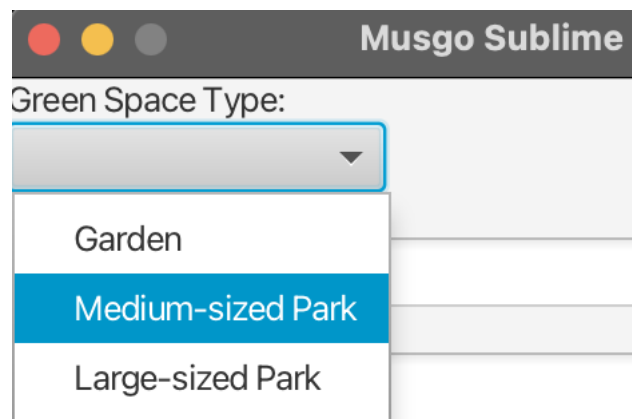 Musgo Sublime
Green Space Type:
Garden
Medium-sized Park
Large-sized Park